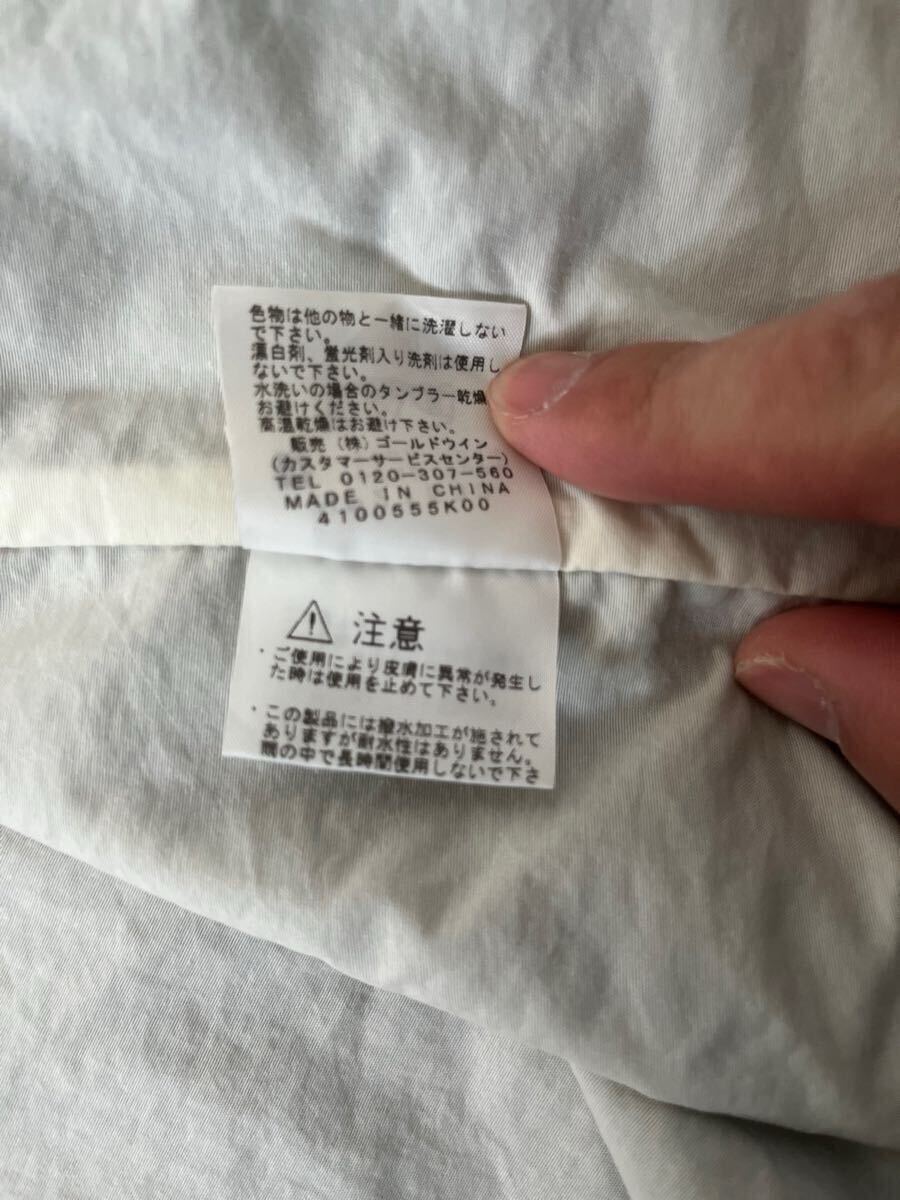 色物は他の物と一緒に洗濯しない
で下さい。
漂白剤、蛍光剤入り洗剤は使用し
ないで下さい。
水洗いの場合のタンブラー乾燥
お避けください。
高温乾燥はお避け下さい。
販売(株)ゴールドウイン
(カスタマーサービスセンター)
TEL 0120-307-560
MADE IN CHINA
4100555K00
注意
・ご使用により皮膚に異常が発生し
た時は使用を止めて下さい。
・この製品には撥水加工が施されて
ありますが耐水性はありません。
雨の中で長時間使用しないで下さ